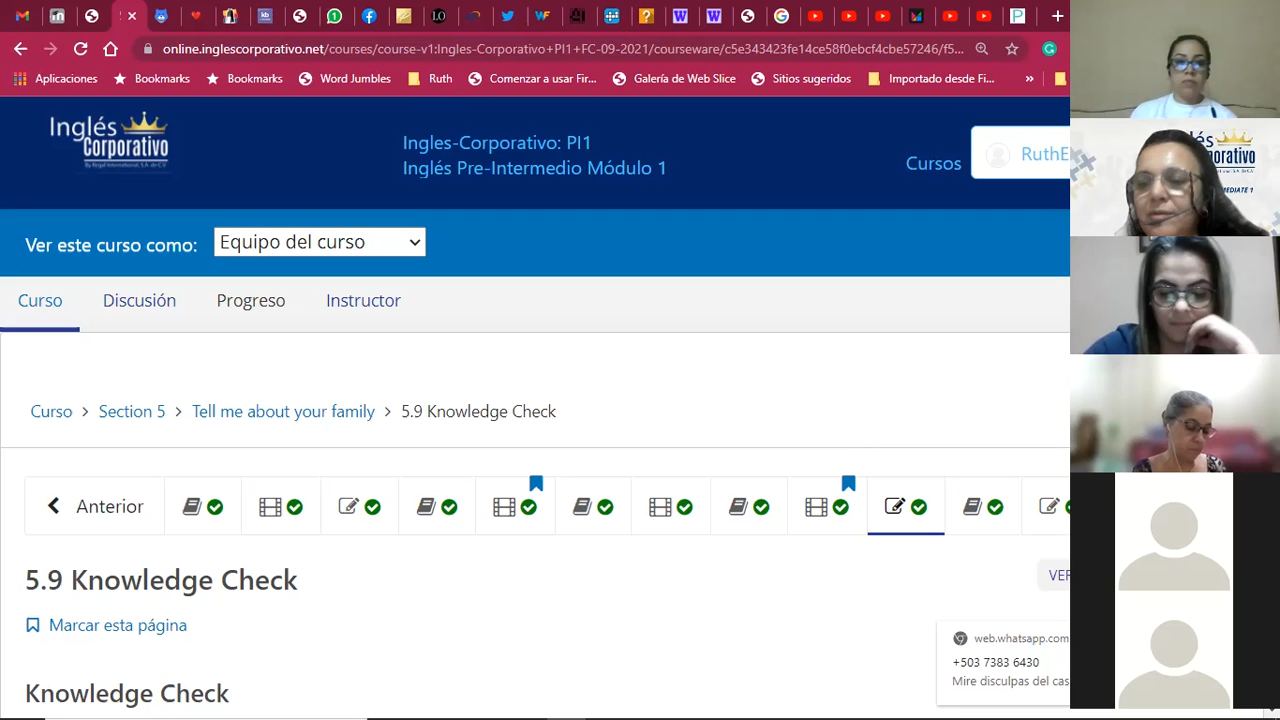 online.inglescorporativo.net/courses/course-v1:Ingles-Corporativo+PI1+FC-09-2021/courseware/c5e343423fe14ce58f0ebcf4cbe57246/f5...
Aplicaciones Bookmarks Bookmarks Word Jumbles Ruth Comenzar a usar Fir... Galería de Web Slice Sitios sugeridos Importado desde Fi... »
Inglés
Corporativo
Ingles-Corporativo: PI1
Inglés Pre-Intermedio Módulo 1
Cursos
RuthE
Ver este curso como:
Equipo del curso
Curso Discusión Progreso Instructor
Curso > Section 5 > Tell me about your family > 5.9 Knowledge Check
Anterior
5.9 Knowledge Check
VER
Marcar esta página
web.whatsapp.com
+503 7383 6430
Mire disculpas del cas
Knowledge Check